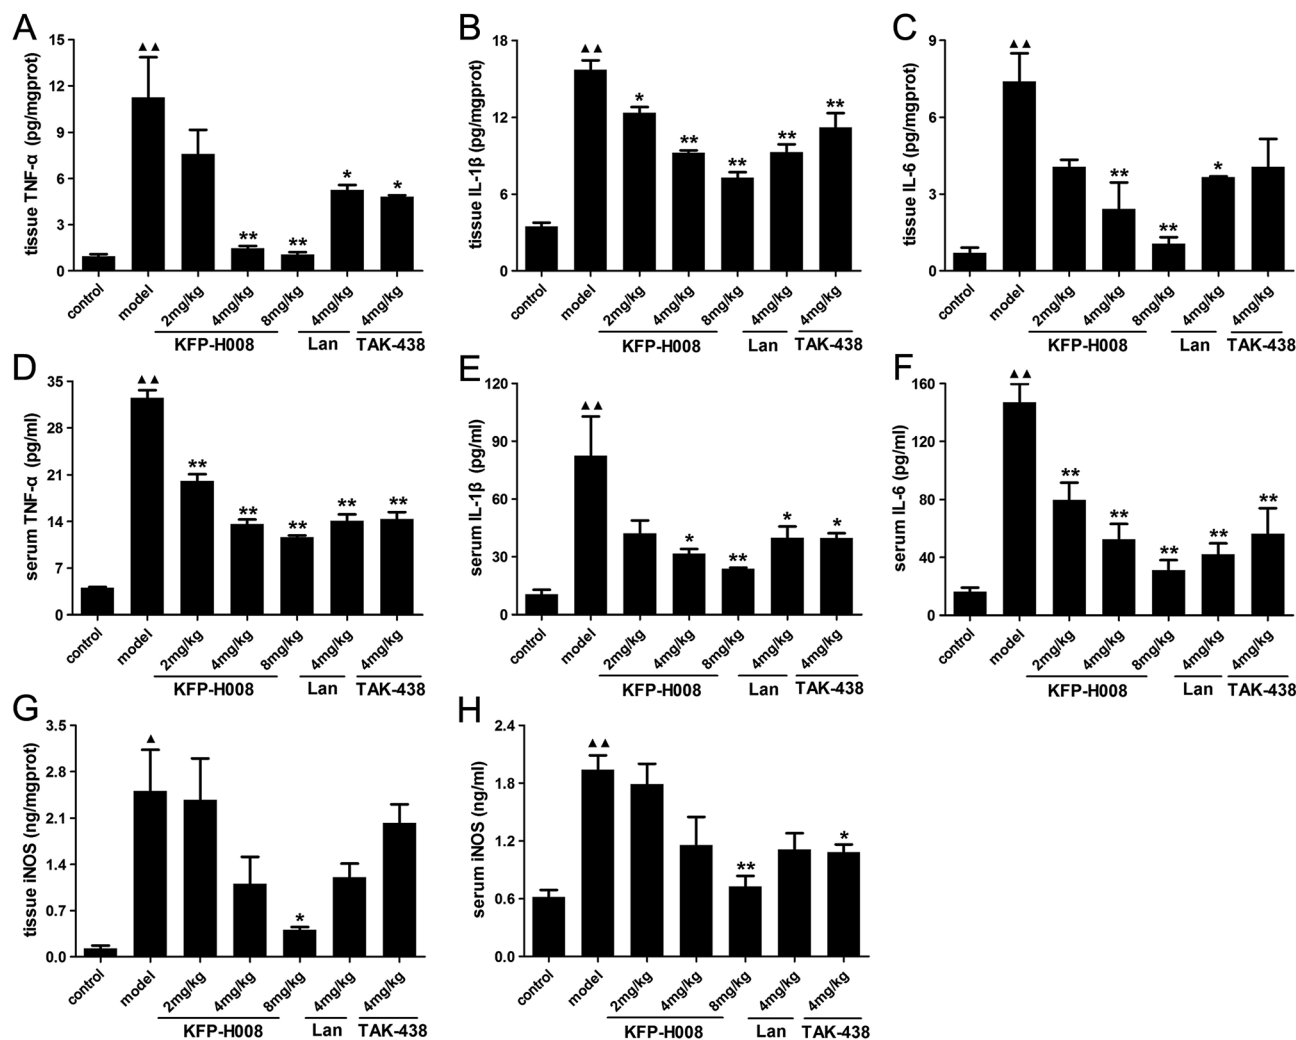 A
tissue TNF-α (pg/mgprot)
15
12
9
6
3
0
▲▲
** ** * *
control model 2mg/kg 4mg/kg 8mg/kg 4mg/kg 4mg/kg
KFP-H008 Lan TAK-438
B
tissue IL-1β (pg/mgprot)
18
12
6
0
▲▲
* ** ** ** **
control model 2mg/kg 4mg/kg 8mg/kg 4mg/kg 4mg/kg
KFP-H008 Lan TAK-438
C
tissue IL-6 (pg/mgprot)
9
6
3
0
▲▲
** ** *
control model 2mg/kg 4mg/kg 8mg/kg 4mg/kg 4mg/kg
KFP-H008 Lan TAK-438
D
serum TNF-α (pg/ml)
35
28
21
14
7
0
▲▲
** ** ** ** **
control model 2mg/kg 4mg/kg 8mg/kg 4mg/kg 4mg/kg
KFP-H008 Lan TAK-438
E
serum IL-1β (pg/ml)
120
90
60
30
0
▲▲
* ** * *
control model 2mg/kg 4mg/kg 8mg/kg 4mg/kg 4mg/kg
KFP-H008 Lan TAK-438
F
serum IL-6 (pg/ml)
160
120
80
40
0
▲▲
** ** ** ** **
control model 2mg/kg 4mg/kg 8mg/kg 4mg/kg 4mg/kg
KFP-H008 Lan TAK-438
G
tissue iNOS (ng/mgprot)
3.5
2.8
2.1
1.4
0.7
0.0
▲
*
control model 2mg/kg 4mg/kg 8mg/kg 4mg/kg 4mg/kg
KFP-H008 Lan TAK-438
H
serum iNOS (ng/ml)
2.4
1.8
1.2
0.6
0.0
▲▲
** *
control model 2mg/kg 4mg/kg 8mg/kg 4mg/kg 4mg/kg
KFP-H008 Lan TAK-438